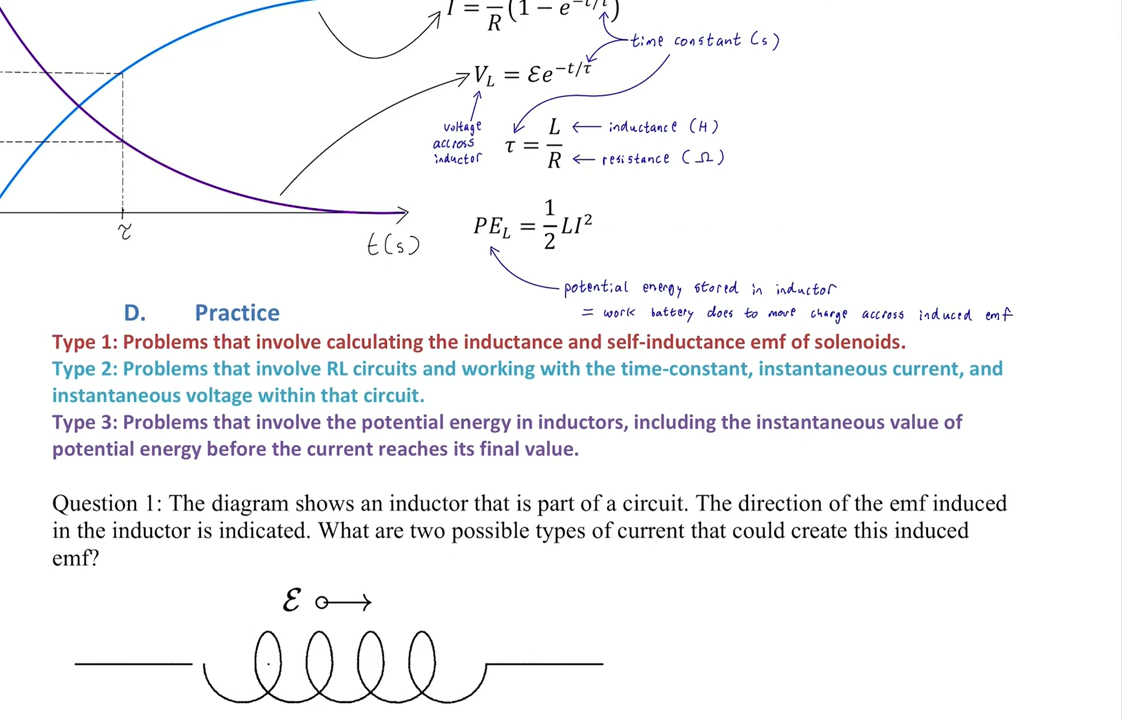 I = — R (1 − e^−t/τ)
time constant (s)
V_L = ℰe^−t/τ
voltage
accross
inductor
τ = L/R
L ← inductance (H)
R ← resistance (Ω)
τ
t(s)
PE_L = 1/2 LI²
potential energy stored in inductor
= work battery does to move charge accross induced emf
D. Practice
Type 1: Problems that involve calculating the inductance and self-inductance emf of solenoids.
Type 2: Problems that involve RL circuits and working with the time-constant, instantaneous current, and
instantaneous voltage within that circuit.
Type 3: Problems that involve the potential energy in inductors, including the instantaneous value of
potential energy before the current reaches its final value.
Question 1: The diagram shows an inductor that is part of a circuit. The direction of the emf induced
in the inductor is indicated. What are two possible types of current that could create this induced
emf?
ℰ